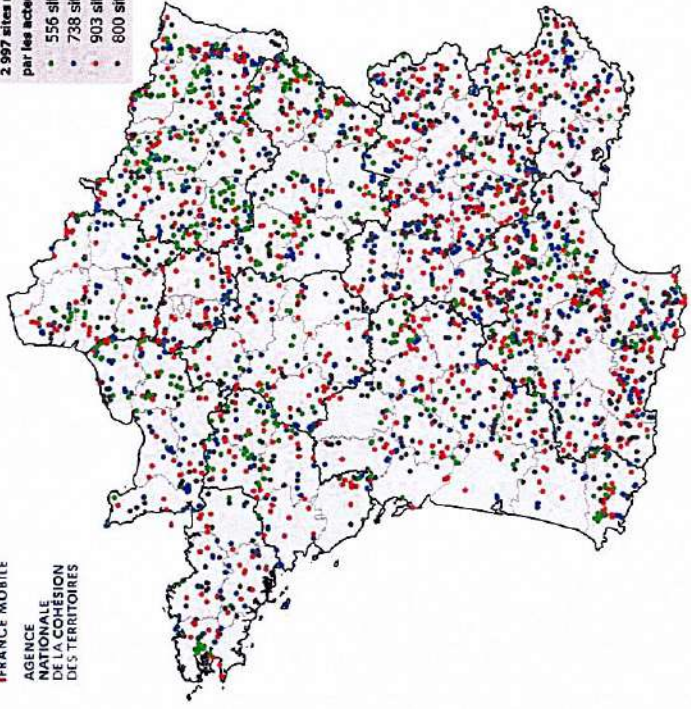 FRANCE MOBILE
AGENCE
NATIONALE
DE LA COHÉSION
DES TERRITOIRES
2 997 sites
par les acte
556 si
738 si
903 si
800 si